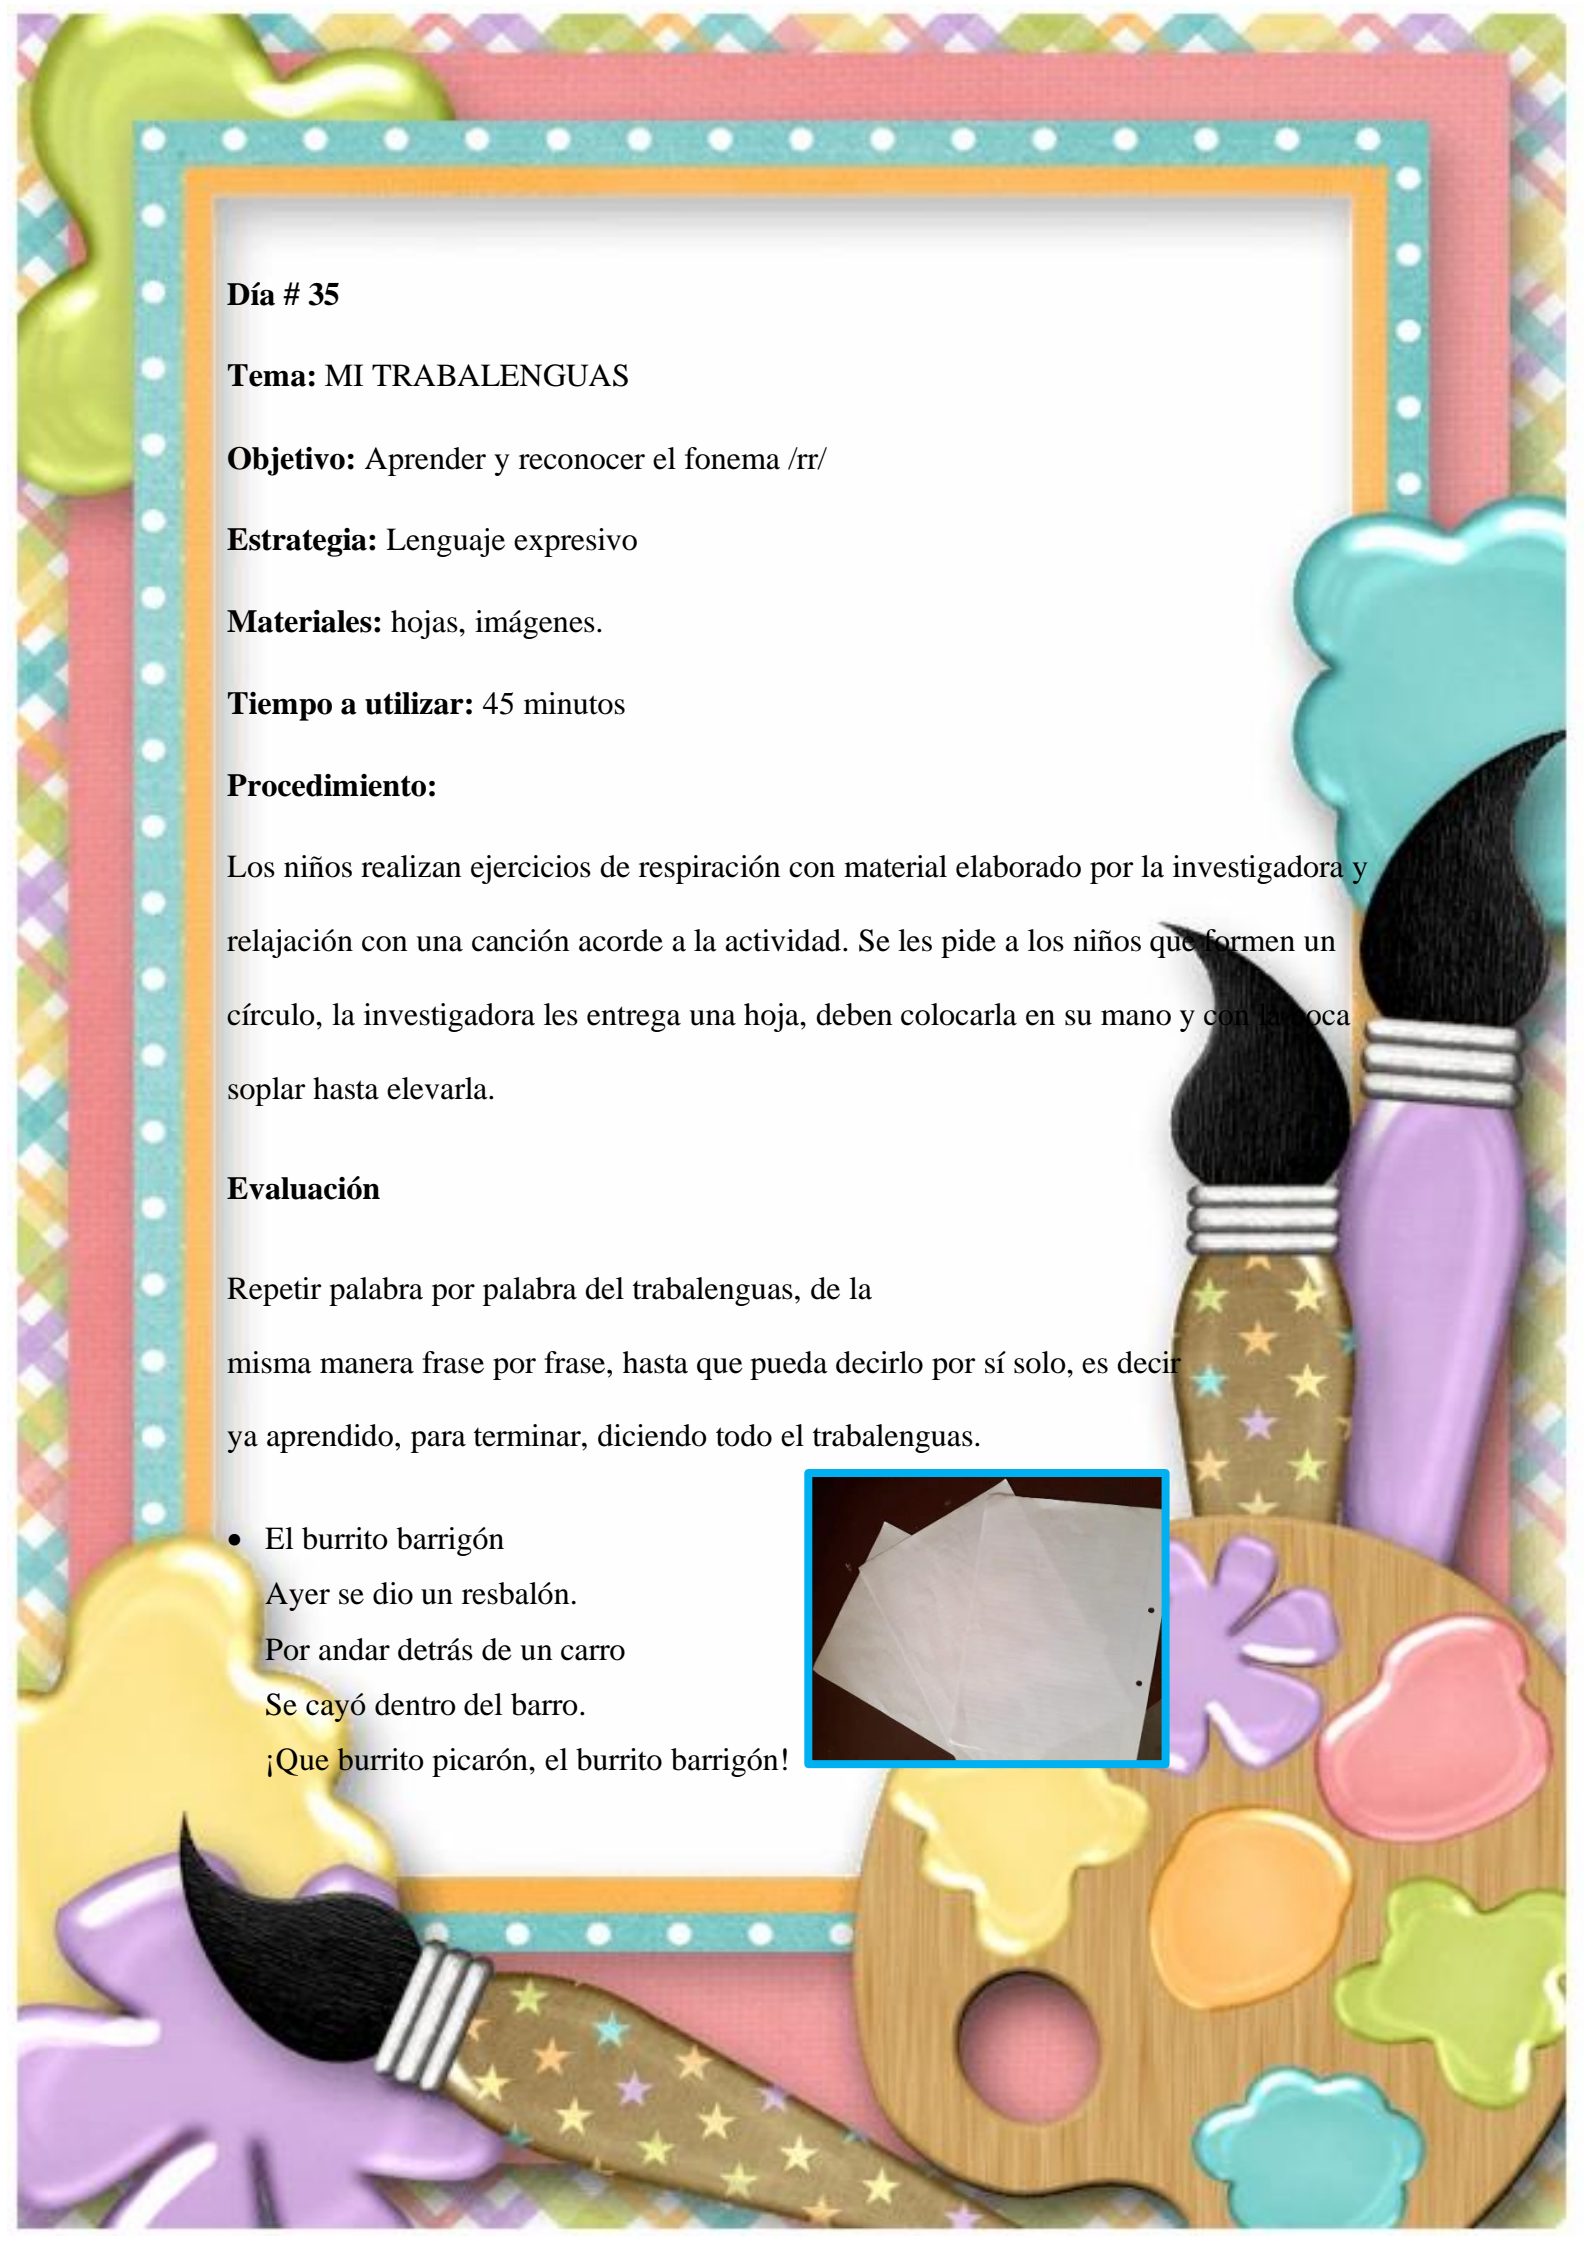 Día # 35
Tema: MI TRABALENGUAS
Objetivo: Aprender y reconocer el fonema /rr/
Estrategia: Lenguaje expresivo
Materiales: hojas, imágenes.
Tiempo a utilizar: 45 minutos
Procedimiento:
Los niños realizan ejercicios de respiración con material elaborado por la investigadora y
relajación con una canción acorde a la actividad. Se les pide a los niños que formen un
círculo, la investigadora les entrega una hoja, deben colocarla en su mano y con la boca
soplar hasta elevarla.
Evaluación
Repetir palabra por palabra del trabalenguas, de la
misma manera frase por frase, hasta que pueda decirlo por sí solo, es decir
ya aprendido, para terminar, diciendo todo el trabalenguas.
• El burrito barrigón
Ayer se dio un resbalón.
Por andar detrás de un carro
Se cayó dentro del barro.
¡Que burrito picarón, el burrito barrigón!